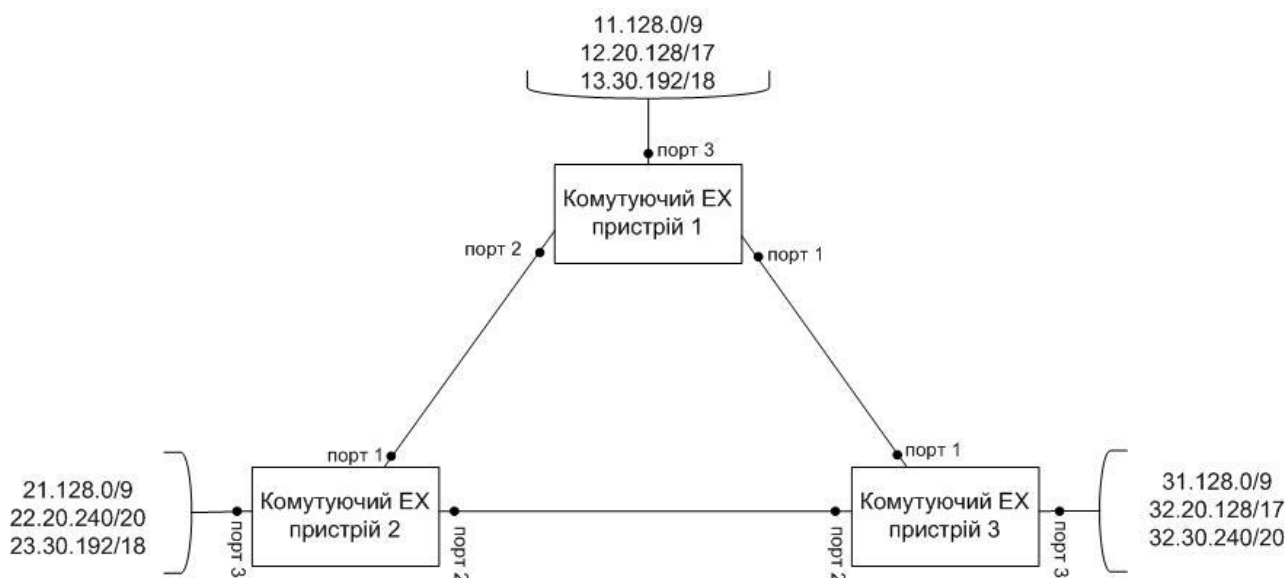 11.128.0/9
12.20.128/17
13.30.192/18
порт 3
Комутуючий ЕХ
пристрій 1
порт 2
порт 1
порт 1
порт 1
21.128.0/9
22.20.240/20
23.30.192/18
порт 3
Комутуючий ЕХ
пристрій 2
порт 2
порт 2
Комутуючий ЕХ
пристрій 3
порт 3
31.128.0/9
32.20.128/17
32.30.240/20